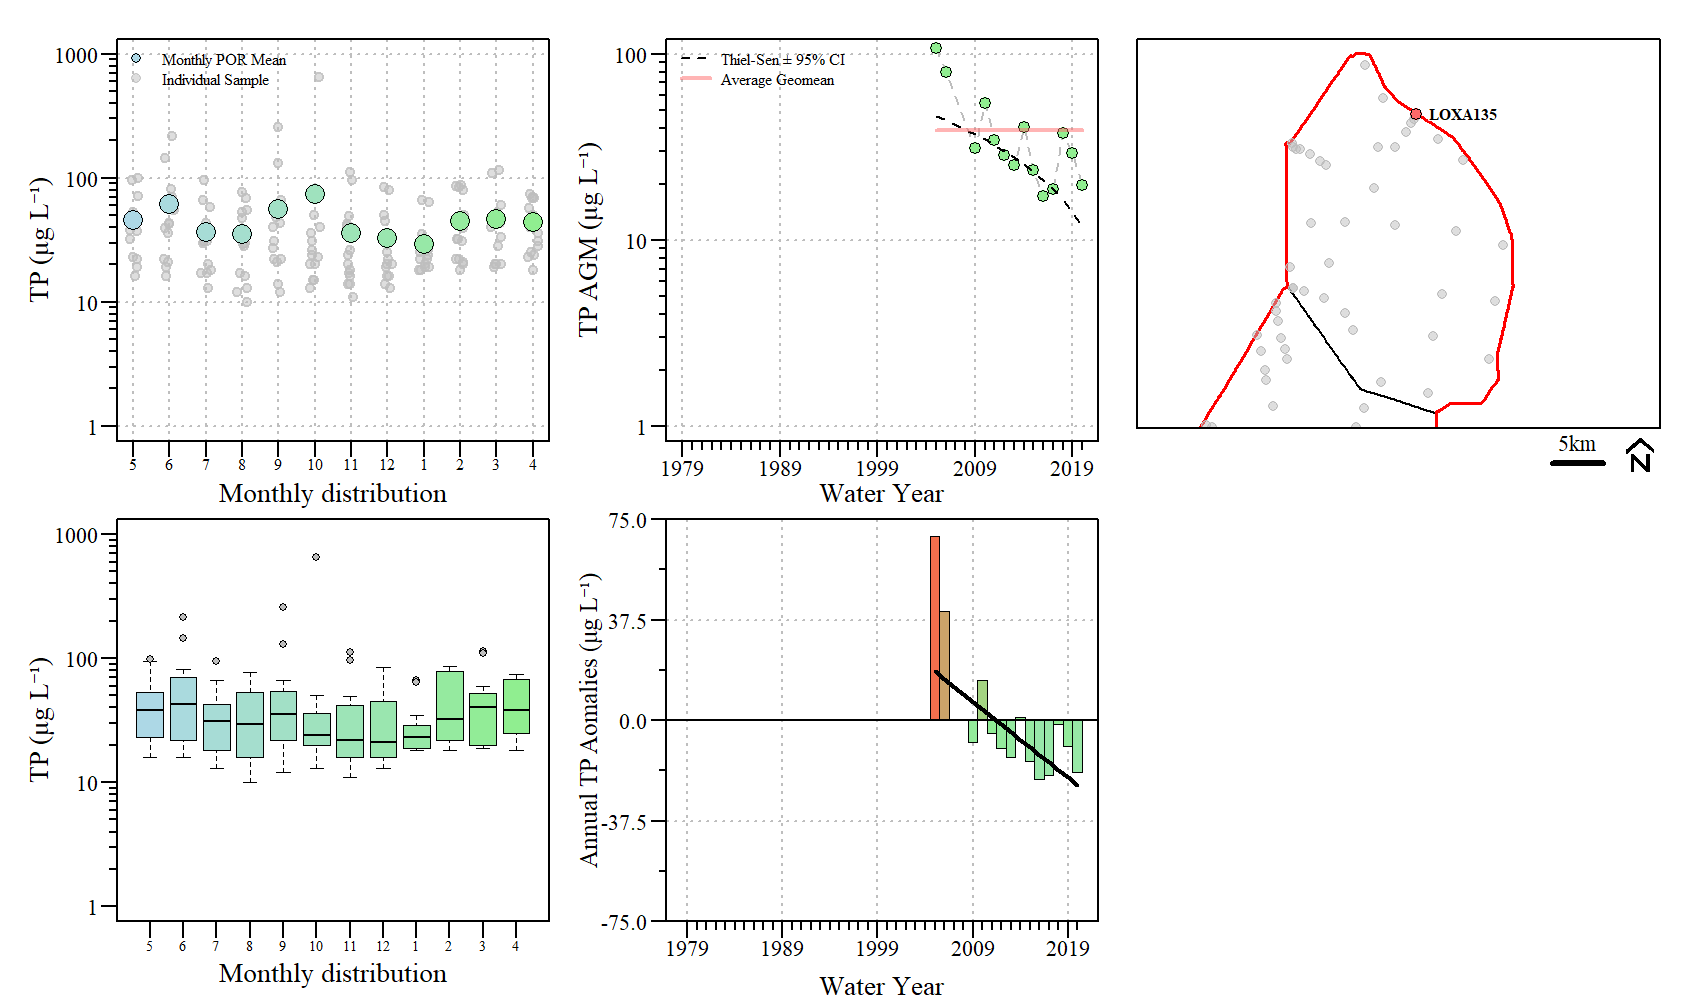 1000
100
10
1
TP (µg L⁻¹)
Monthly POR Mean
Individual Sample
5 6 7 8 9 10 11 12 1 2 3 4
Monthly distribution
100
10
1
TP AGM (µg L⁻¹)
Thiel-Sen ± 95% CI
Average Geomean
1979 1989 1999 2009 2019
Water Year
LOXA135
5km
N
1000
100
10
1
TP (µg L⁻¹)
5 6 7 8 9 10 11 12 1 2 3 4
Monthly distribution
75.0
37.5
0.0
-37.5
-75.0
Annual TP Aomalies (µg L⁻¹)
1979 1989 1999 2009 2019
Water Year